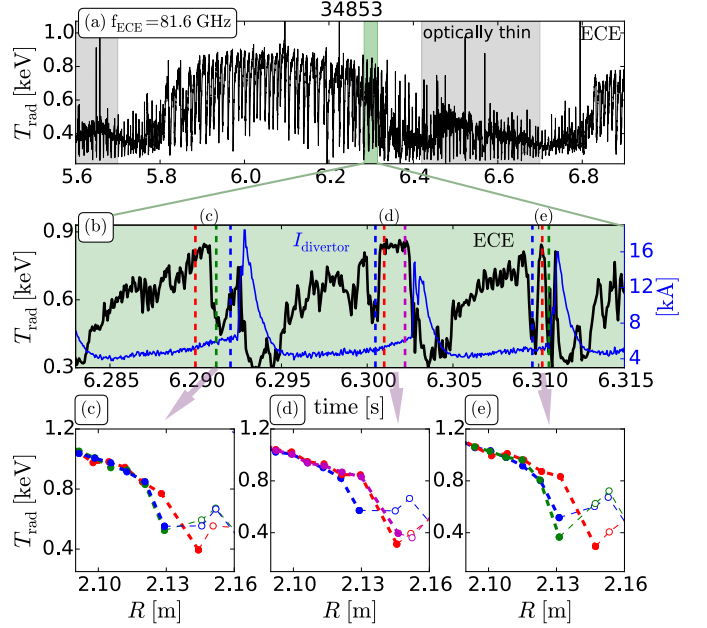 34853
(a) f_ECE = 81.6 GHz
optically thin
ECE
T_rad [keV]
1.0
0.8
0.6
0.4
5.6 5.8 6.0 6.2 6.4 6.6 6.8
(b)
(c)
(d)
(e)
I_divertor
ECE
T_rad [keV]
0.9
0.6
0.3
16
12
8
4
[kA]
6.285 6.290 6.295 6.300 6.305 6.310 6.315
time [s]
(c)
(d)
(e)
T_rad [keV]
1.2
0.8
0.4
1.2
0.8
0.4
1.2
0.8
0.4
2.10 2.13 2.16
2.10 2.13 2.16
2.10 2.13 2.16
R [m]
R [m]
R [m]